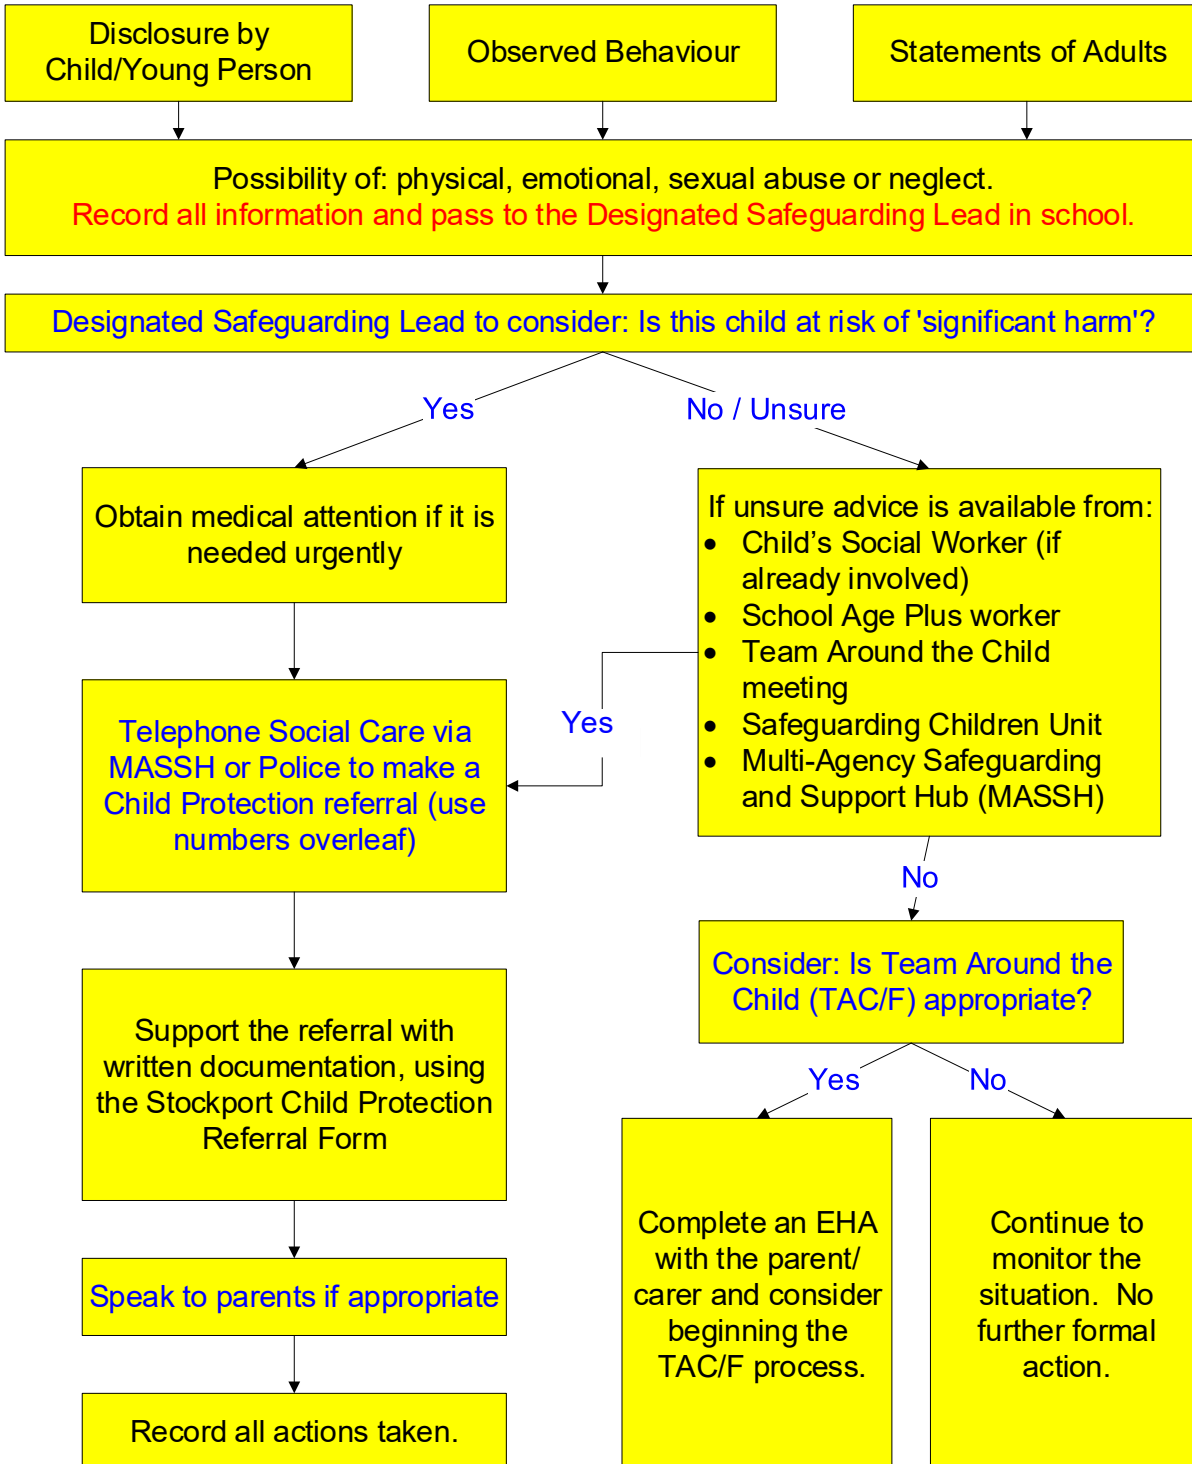 Disclosure by
Child/Young Person
Observed Behaviour
Statements of Adults
Possibility of: physical, emotional, sexual abuse or neglect.
Record all information and pass to the Designated Safeguarding Lead in school.
Designated Safeguarding Lead to consider: Is this child at risk of 'significant harm'?
Yes
No / Unsure
Obtain medical attention if it is
needed urgently
If unsure advice is available from:
• Child’s Social Worker (if
already involved)
• School Age Plus worker
• Team Around the Child
meeting
• Safeguarding Children Unit
• Multi-Agency Safeguarding
and Support Hub (MASSH)
Yes
Telephone Social Care via
MASSH or Police to make a
Child Protection referral (use
numbers overleaf)
No
Consider: Is Team Around the
Child (TAC/F) appropriate?
Support the referral with
written documentation, using
the Stockport Child Protection
Referral Form
Yes
No
Complete an EHA
with the parent/
carer and consider
beginning the
TAC/F process.
Continue to
monitor the
situation.  No
further formal
action.
Speak to parents if appropriate
Record all actions taken.